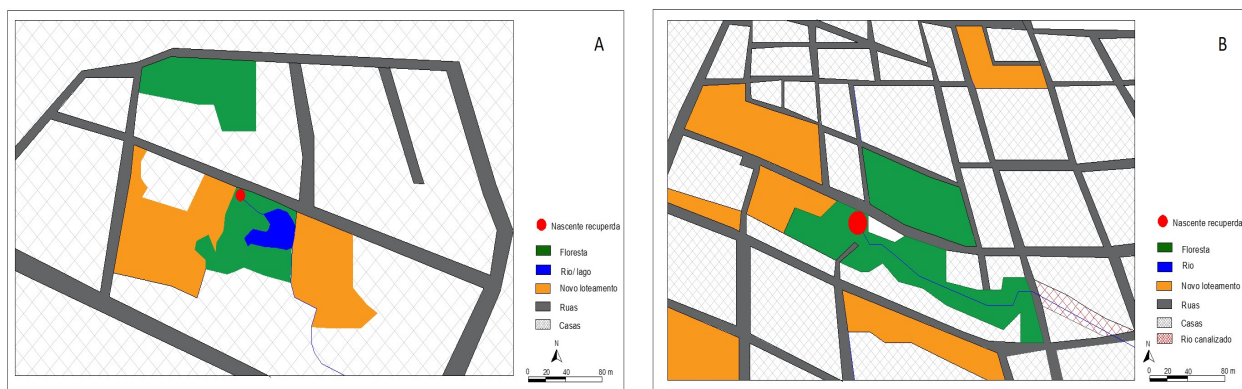 A
Nascente recuperda
Floresta
Rio/ lago
Novo loteamento
Ruas
Casas
N
0 20 40 80 m
B
Nascente recuperda
Floresta
Rio
Novo loteamento
Ruas
Casas
Rio canalizado
N
0 20 40 80 m